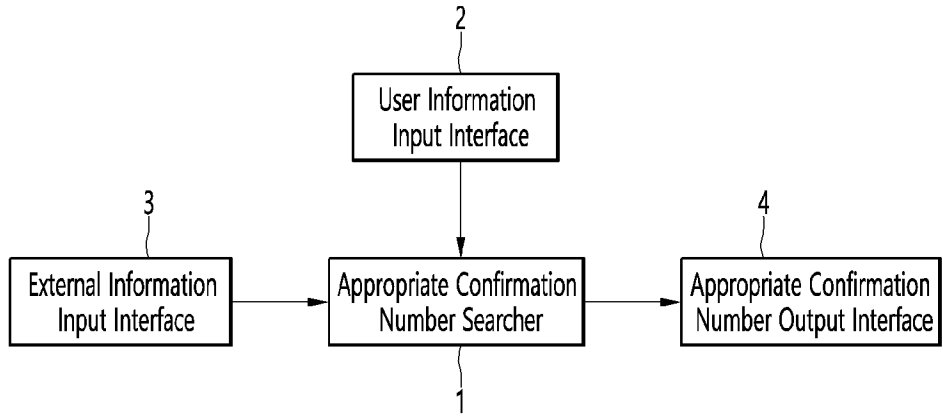 2
User Information
Input Interface
3
External Information
Input Interface
Appropriate Confirmation
Number Searcher
4
Appropriate Confirmation
Number Output Interface
1